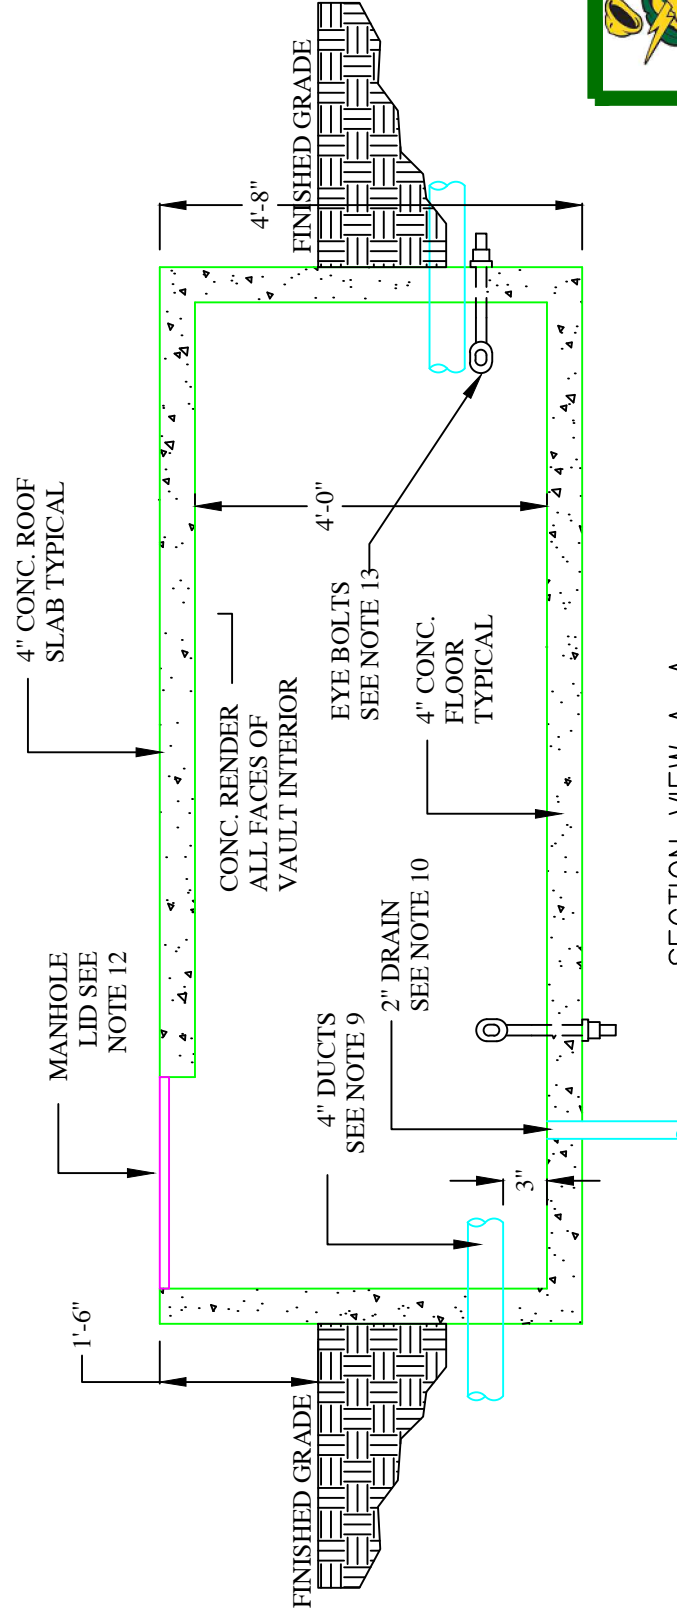 4" CONC. ROOF
SLAB TYPICAL
MANHOLE
LID SEE
NOTE 12
1'-6"
FINISHED GRADE
FINISHED GRADE
4'-8"
CONC. RENDER
ALL FACES OF
VAULT INTERIOR
4'-0"
EYE BOLTS
SEE NOTE 13
4" CONC.
FLOOR
TYPICAL
4" DUCTS
SEE NOTE 9
2" DRAIN
SEE NOTE 10
3"
SECTION VIEW A-A